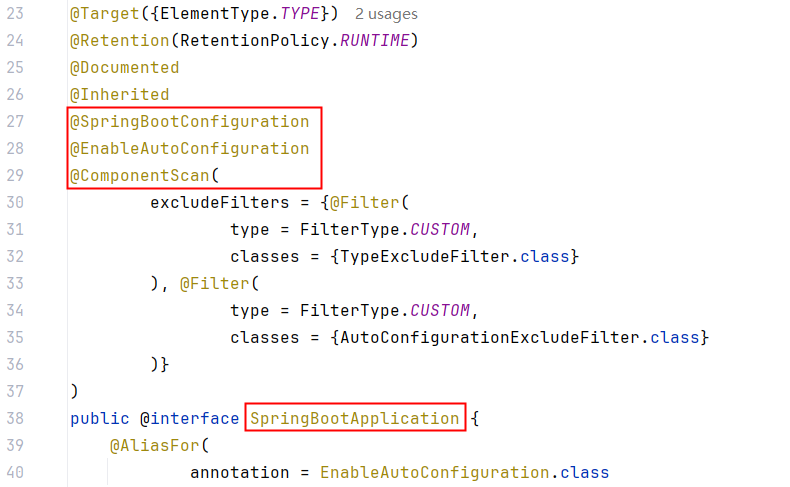 23 @Target({ElementType.TYPE}) 2 usages
24 @Retention(RetentionPolicy.RUNTIME)
25 @Documented
26 @Inherited
27 @SpringBootConfiguration
28 @EnableAutoConfiguration
29 @ComponentScan(
30 excludeFilters = {@Filter(
31 type = FilterType.CUSTOM,
32 classes = {TypeExcludeFilter.class}
33 ), @Filter(
34 type = FilterType.CUSTOM,
35 classes = {AutoConfigurationExcludeFilter.class}
36 )}
37 )
38 public @interface SpringBootApplication {
39 @AliasFor(
40 annotation = EnableAutoConfiguration.class